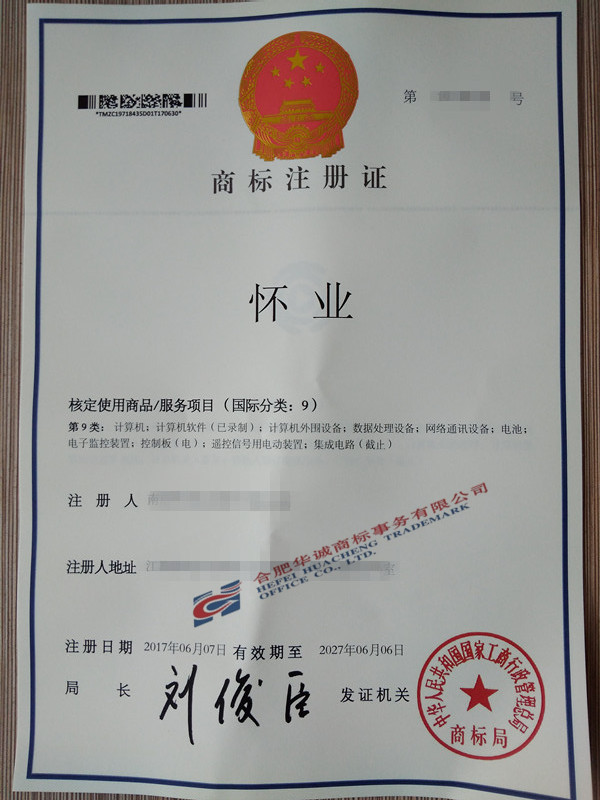 *TM2C19718435D01T170630*
第 号
商标注册证
怀业
核定使用商品/服务项目（国际分类：9）
第9类：计算机；计算机软件（已录制）；计算机外围设备；数据处理设备；网络通讯设备；电池；
电子监控装置；控制板（电）；遥控信号用电动装置；集成电路（截止）
注册人 南
注册人地址 江 室
合肥华诚商标事务有限公司
HEFEI HUACHENG TRADEMARK
OFFICE CO., LTD.
注册日期 2017年06月07日 有效期至 2027年06月06日
局长 刘俊臣 发证机关
中华人民共和国国家工商行政管理总局
商标局